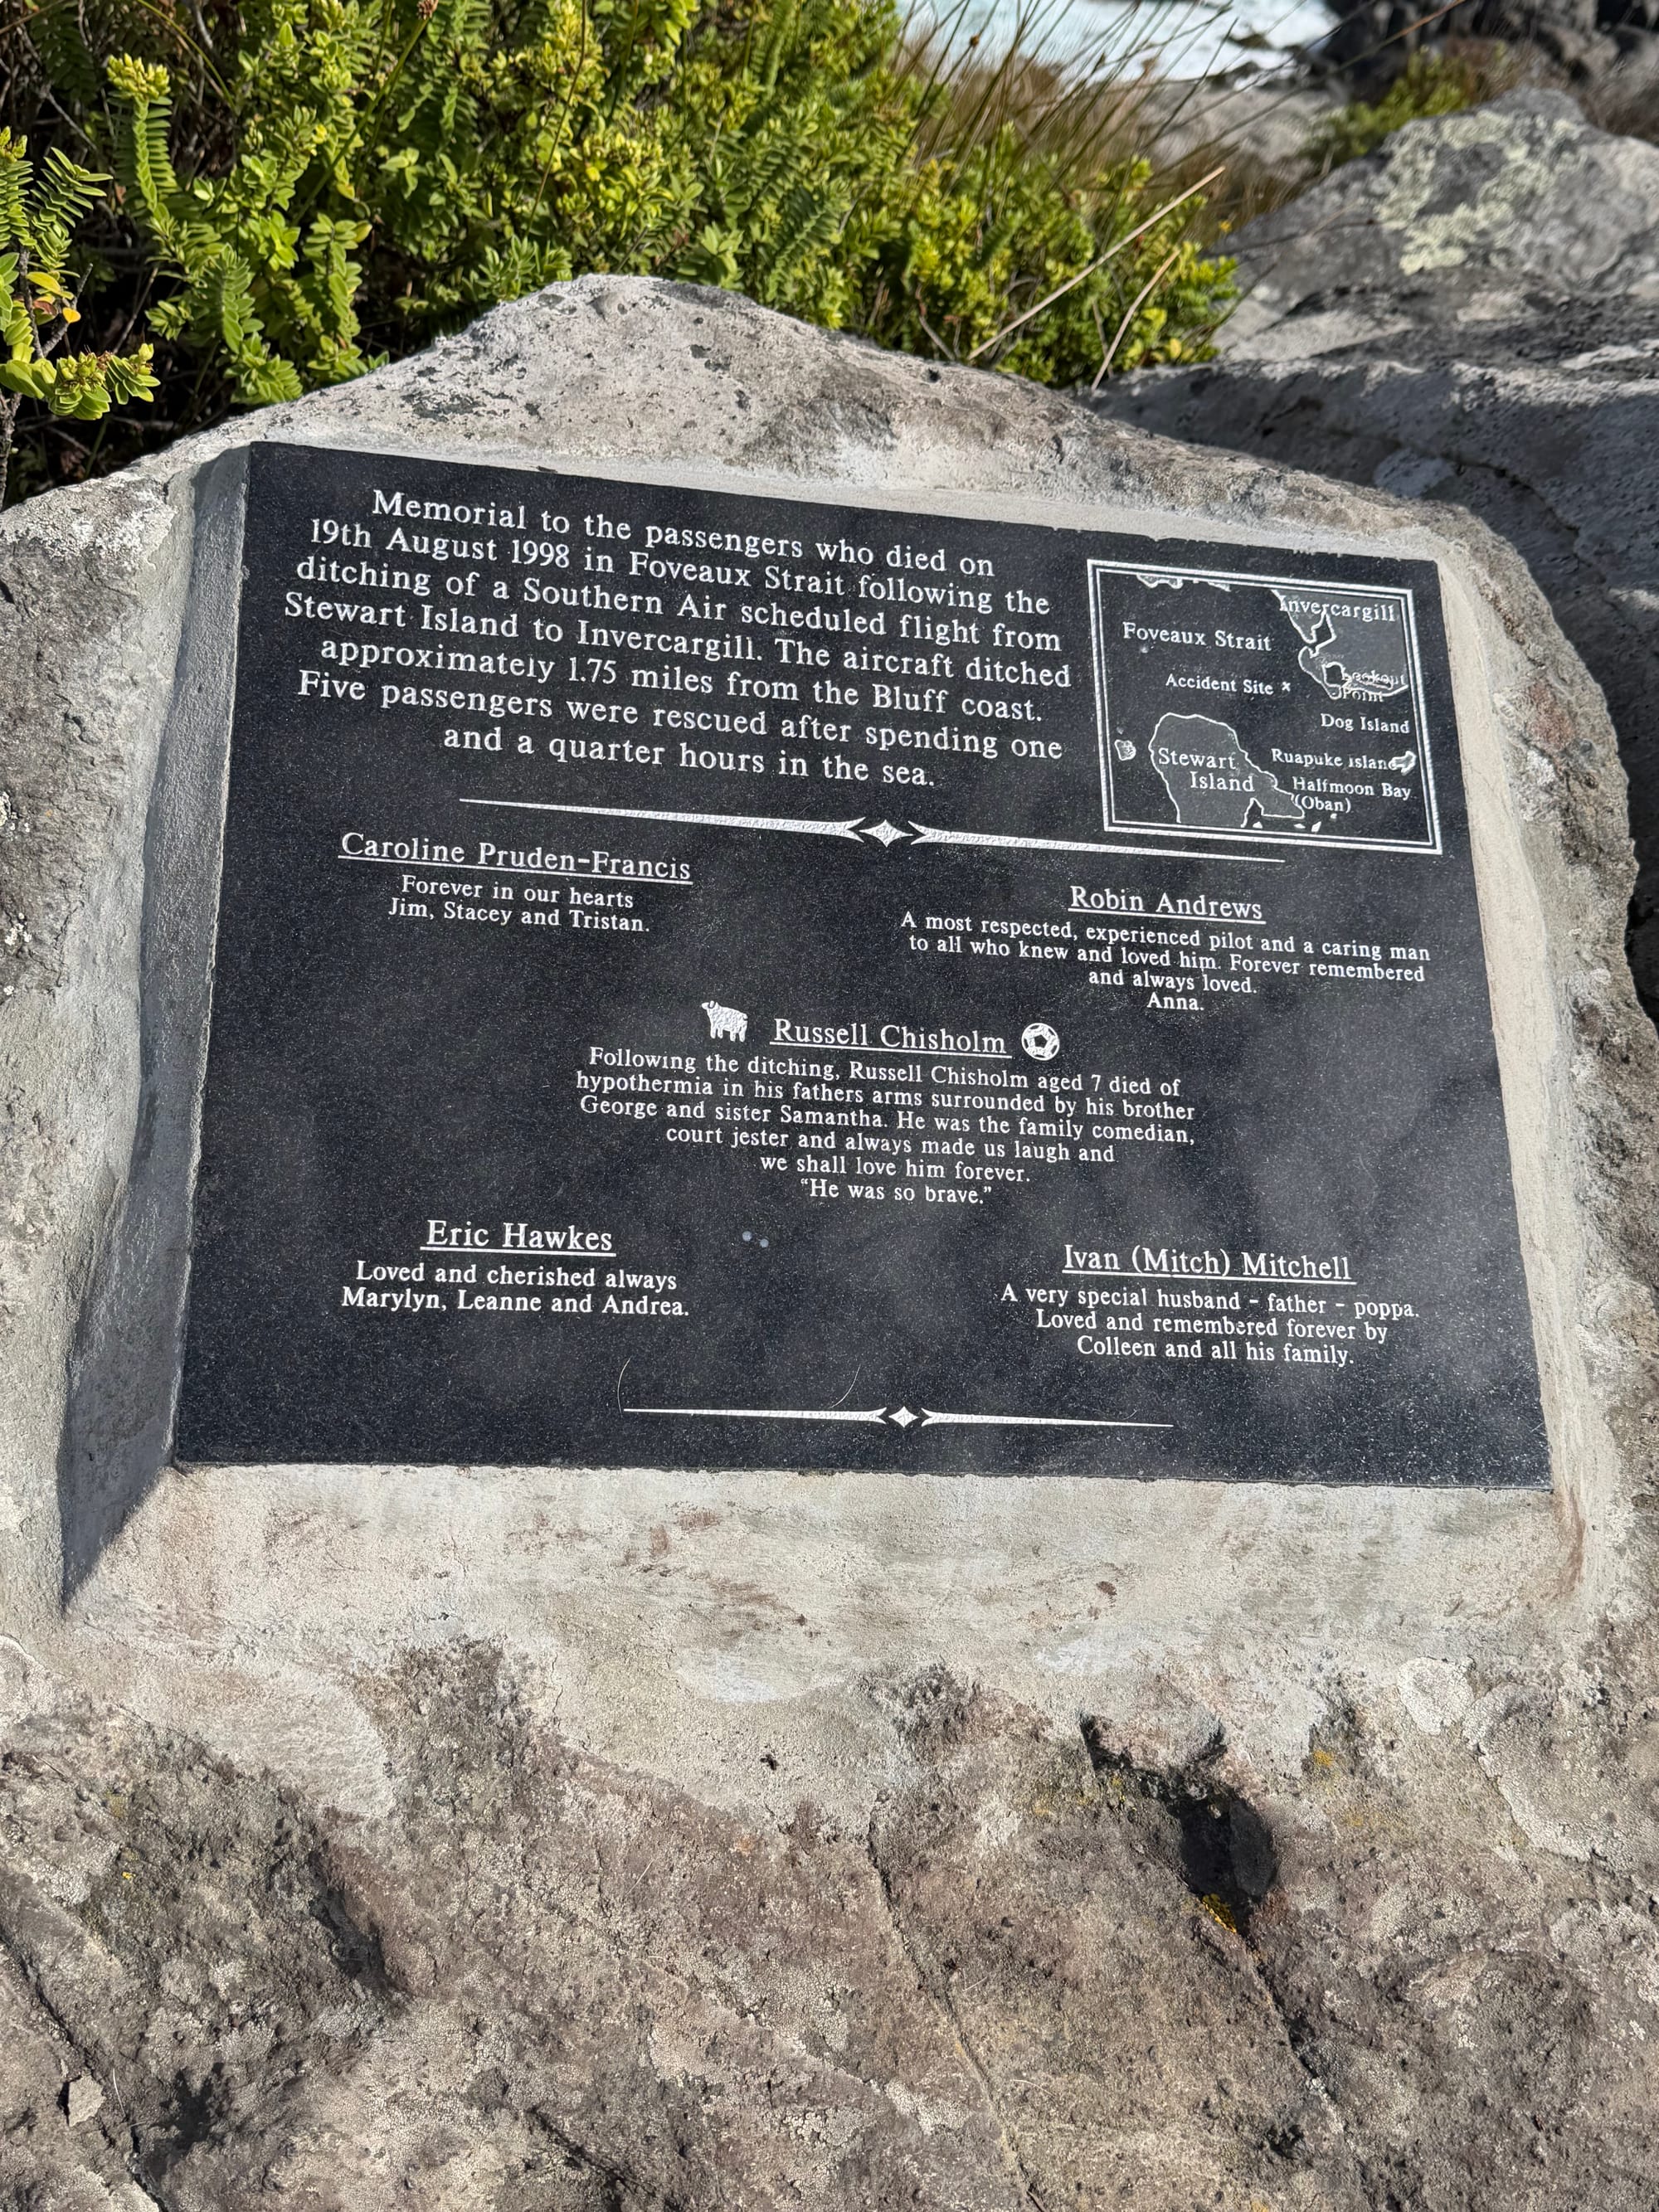 Memorial to the passengers who died on
19th August 1998 in Foveaux Strait following the
ditching of a Southern Air scheduled flight from
Stewart Island to Invercargill. The aircraft ditched
approximately 1.75 miles from the Bluff coast.
Five passengers were rescued after spending one
and a quarter hours in the sea.
Invercargill
Foveaux Strait
Lookout
Point
Accident Site x
Dog Island
Ruapuke island
Stewart
Island
Halfmoon Bay
(Oban)
Caroline Pruden-Francis
Forever in our hearts
Jim, Stacey and Tristan.
Robin Andrews
A most respected, experienced pilot and a caring man
to all who knew and loved him. Forever remembered
and always loved.
Anna.
Russell Chisholm
Following the ditching, Russell Chisholm aged 7 died of
hypothermia in his fathers arms surrounded by his brother
George and sister Samantha. He was the family comedian,
court jester and always made us laugh and
we shall love him forever.
“He was so brave.”
Eric Hawkes
Loved and cherished always
Marylyn, Leanne and Andrea.
Ivan (Mitch) Mitchell
A very special husband - father - poppa.
Loved and remembered forever by
Colleen and all his family.